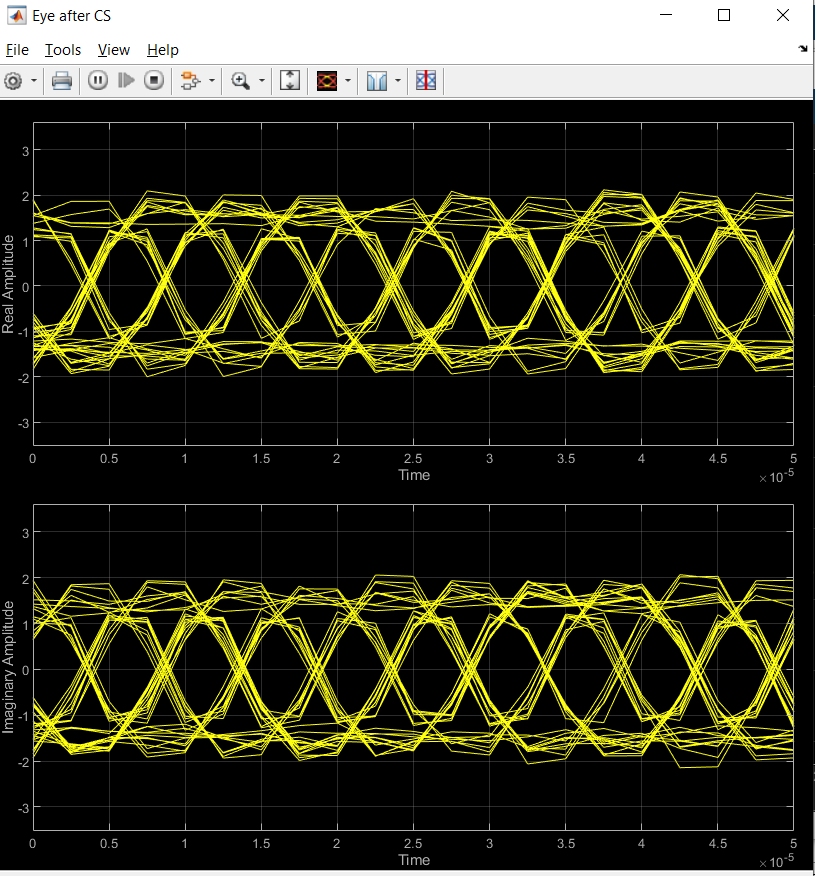 Eye after CS
File Tools View Help
Real Amplitude
3
2
1
0
-1
-2
-3
0 0.5 1 1.5 2 2.5 3 3.5 4 4.5 5
Time
×10-5
Imaginary Amplitude
3
2
1
0
-1
-2
-3
0 0.5 1 1.5 2 2.5 3 3.5 4 4.5 5
Time
×10-5